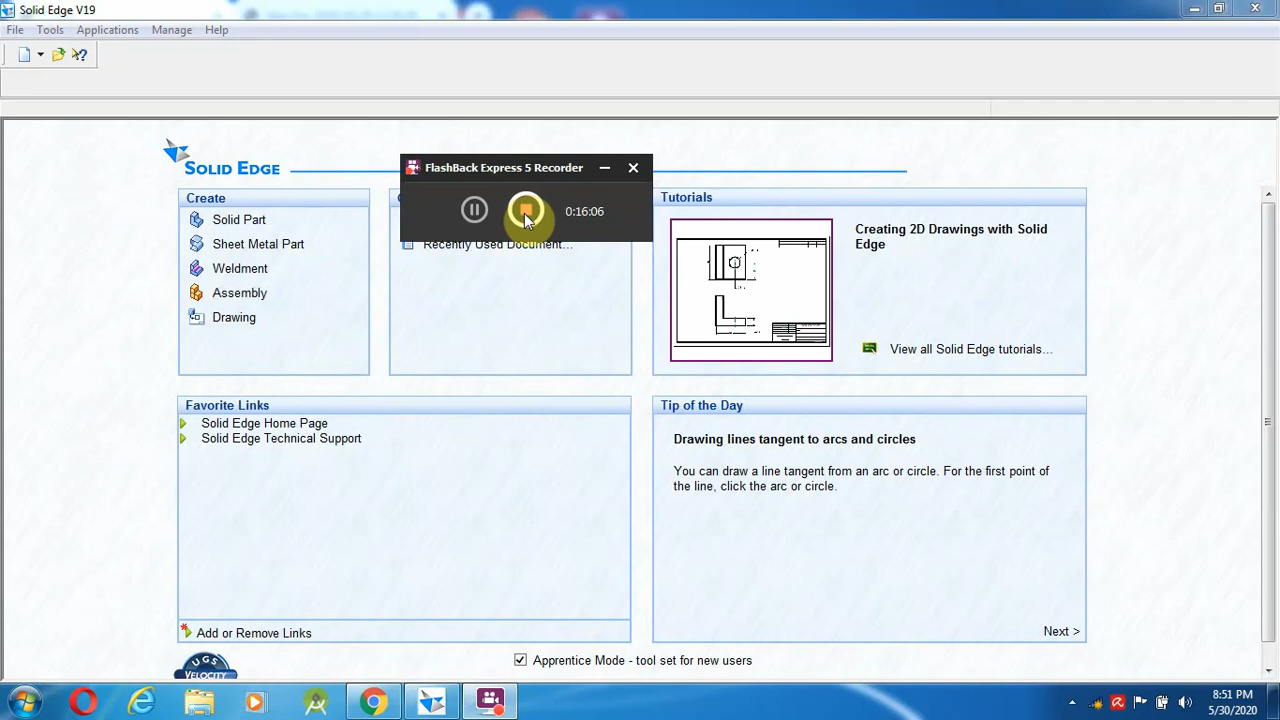 Solid Edge V19
File Tools Applications Manage Help
SOLID EDGE
FlashBack Express 5 Recorder
0:16:06
Create
Solid Part
Sheet Metal Part
Weldment
Assembly
Drawing
Recently Used Document...
Tutorials
Creating 2D Drawings with Solid
Edge
View all Solid Edge tutorials...
Favorite Links
Solid Edge Home Page
Solid Edge Technical Support
Add or Remove Links
Tip of the Day
Drawing lines tangent to arcs and circles
You can draw a line tangent from an arc or circle. For the first point of
the line, click the arc or circle.
Next >
UGS
VELOCITY
Apprentice Mode - tool set for new users
8:51 PM
5/30/2020